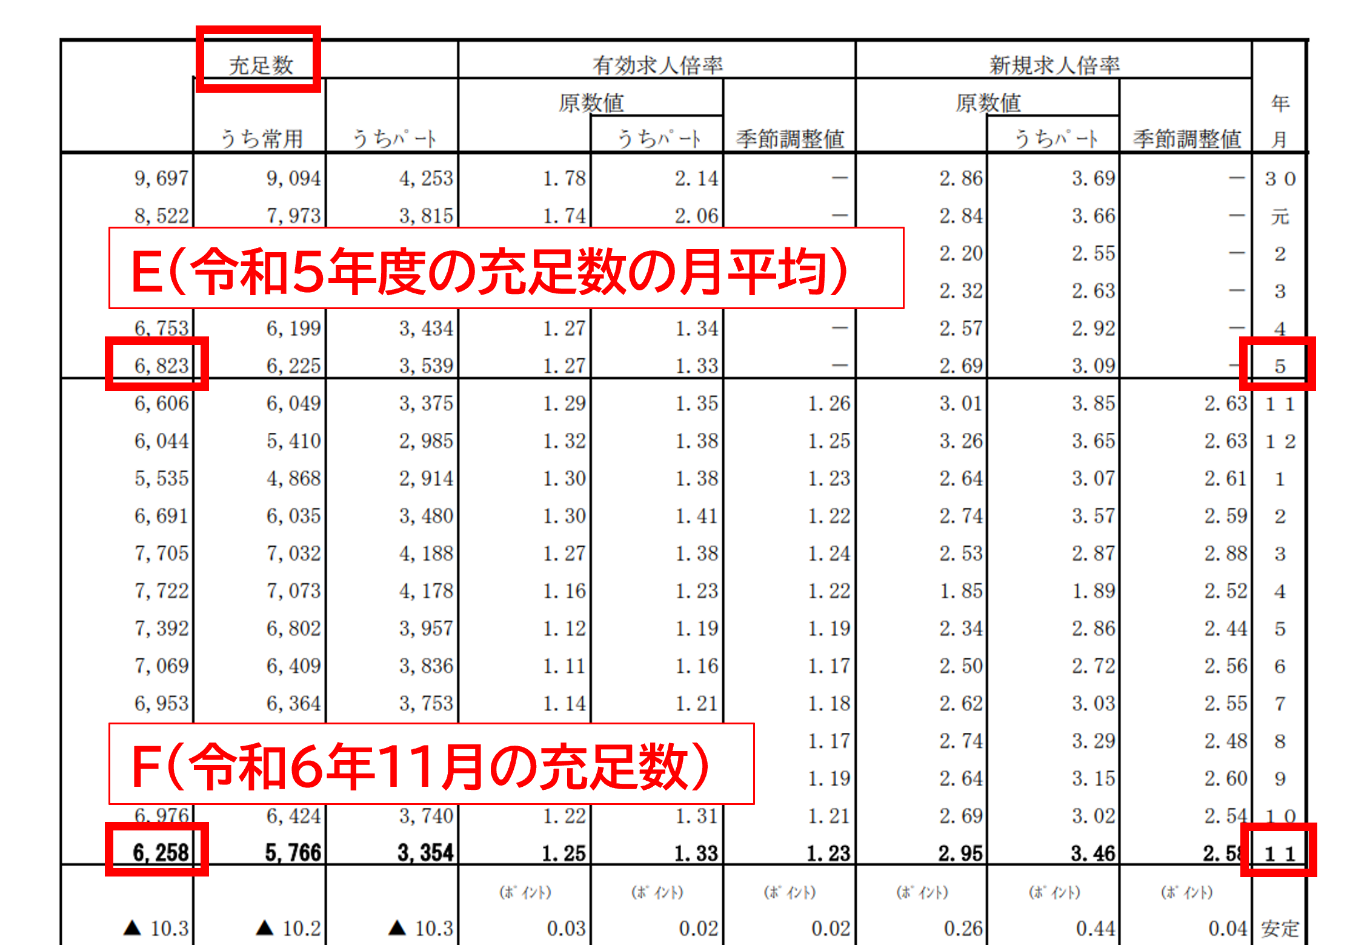 充足数 有効求人倍率 新規求人倍率
原数値 原数値 年
うち常用 うちパート うちパート 季節調整値 うちパート 季節調整値 月
9,697 9,094 4,253 1.78 2.14 － 2.86 3.69 － 30
8,522 7,973 3,815 1.74 2.06 － 2.84 3.66 － 元
2.20 2.55 － 2
E(令和5年度の充足数の月平均)
2.32 2.63 － 3
6,753 6,199 3,434 1.27 1.34 － 2.57 2.92 － 4
6,823 6,225 3,539 1.27 1.33 － 2.69 3.09 － 5
6,606 6,049 3,375 1.29 1.35 1.26 3.01 3.85 2.63 11
6,044 5,410 2,985 1.32 1.38 1.25 3.26 3.65 2.63 12
5,535 4,868 2,914 1.30 1.38 1.23 2.64 3.07 2.61 1
6,691 6,035 3,480 1.30 1.41 1.22 2.74 3.57 2.59 2
7,705 7,032 4,188 1.27 1.38 1.24 2.53 2.87 2.88 3
7,722 7,073 4,178 1.16 1.23 1.22 1.85 1.89 2.52 4
7,392 6,802 3,957 1.12 1.19 1.19 2.34 2.86 2.44 5
7,069 6,409 3,836 1.11 1.16 1.17 2.50 2.72 2.56 6
6,953 6,364 3,753 1.14 1.21 1.18 2.62 3.03 2.55 7
1.17 2.74 3.29 2.48 8
F(令和6年11月の充足数)
1.19 2.64 3.15 2.60 9
6,976 6,424 3,740 1.22 1.31 1.21 2.69 3.02 2.54 10
6,258 5,766 3,354 1.25 1.33 1.23 2.95 3.46 2.58 11
(ポイント) (ポイント) (ポイント) (ポイント) (ポイント) (ポイント)
▲ 10.3 ▲ 10.2 ▲ 10.3 0.03 0.02 0.02 0.26 0.44 0.04 安定